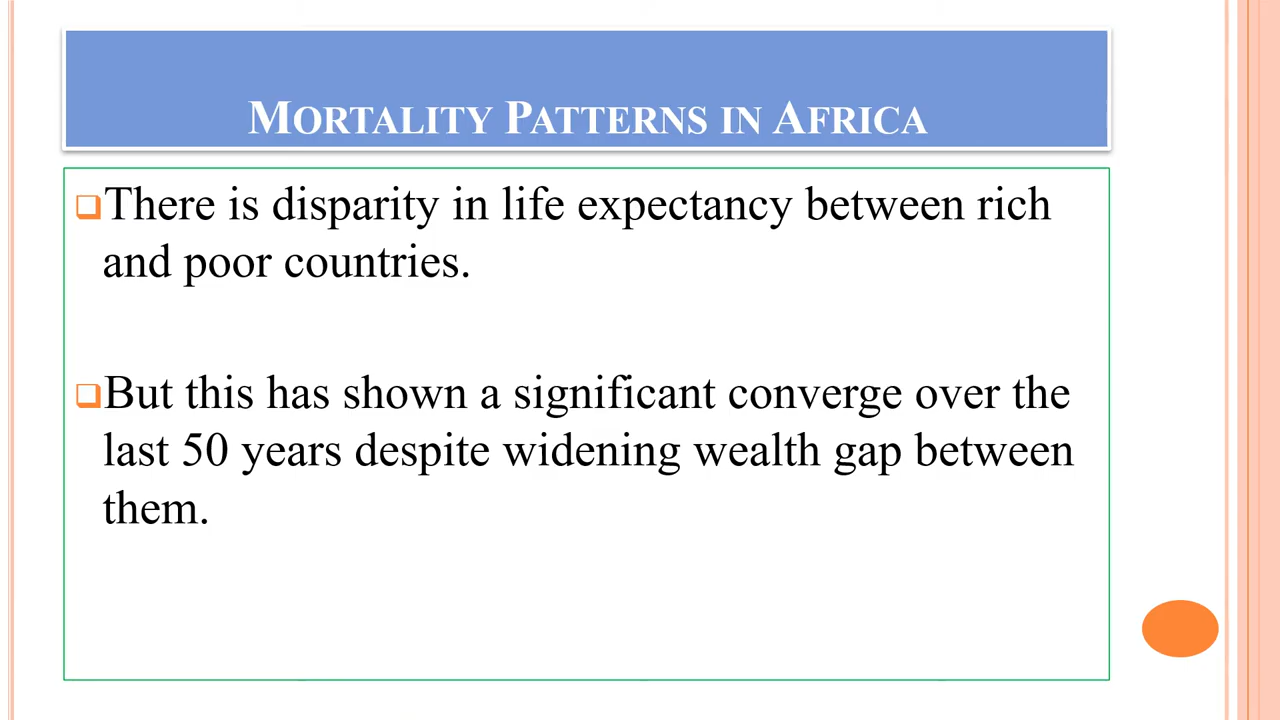 MORTALITY PATTERNS IN AFRICA
There is disparity in life expectancy between rich
and poor countries.
But this has shown a significant converge over the
last 50 years despite widening wealth gap between
them.